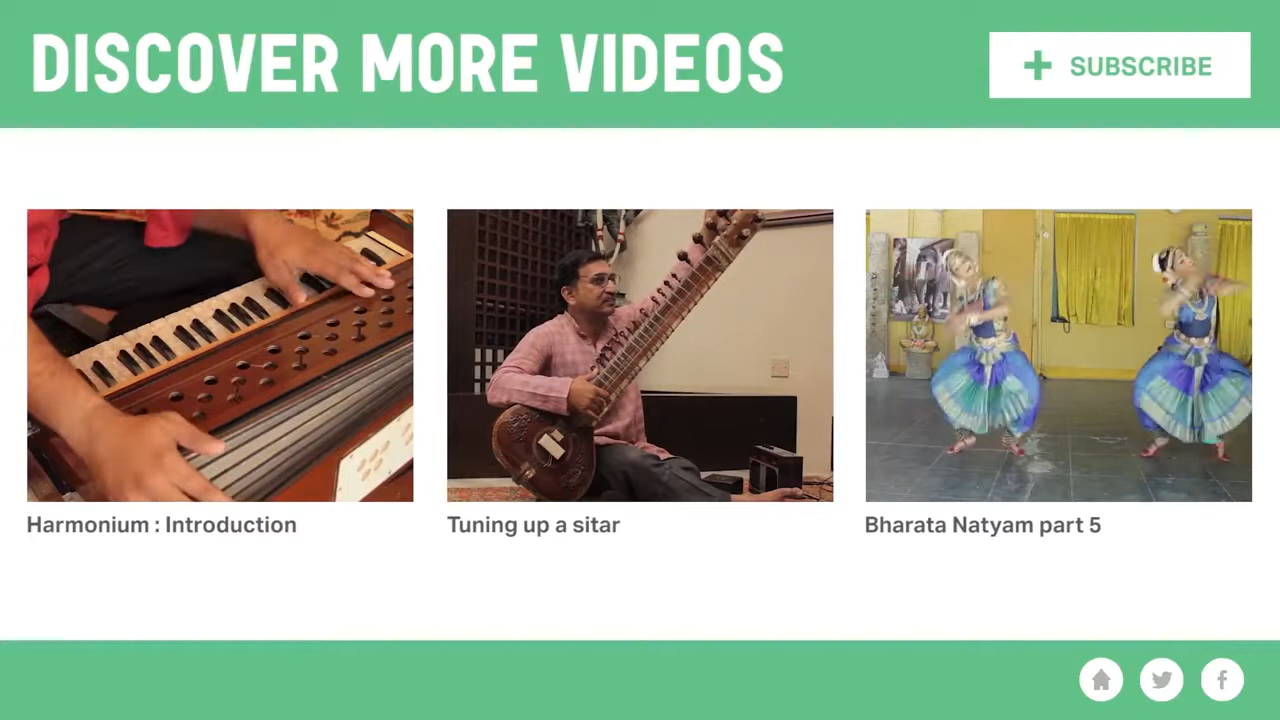 DISCOVER MORE VIDEOS
+ SUBSCRIBE
Harmonium : Introduction
Tuning up a sitar
Bharata Natyam part 5